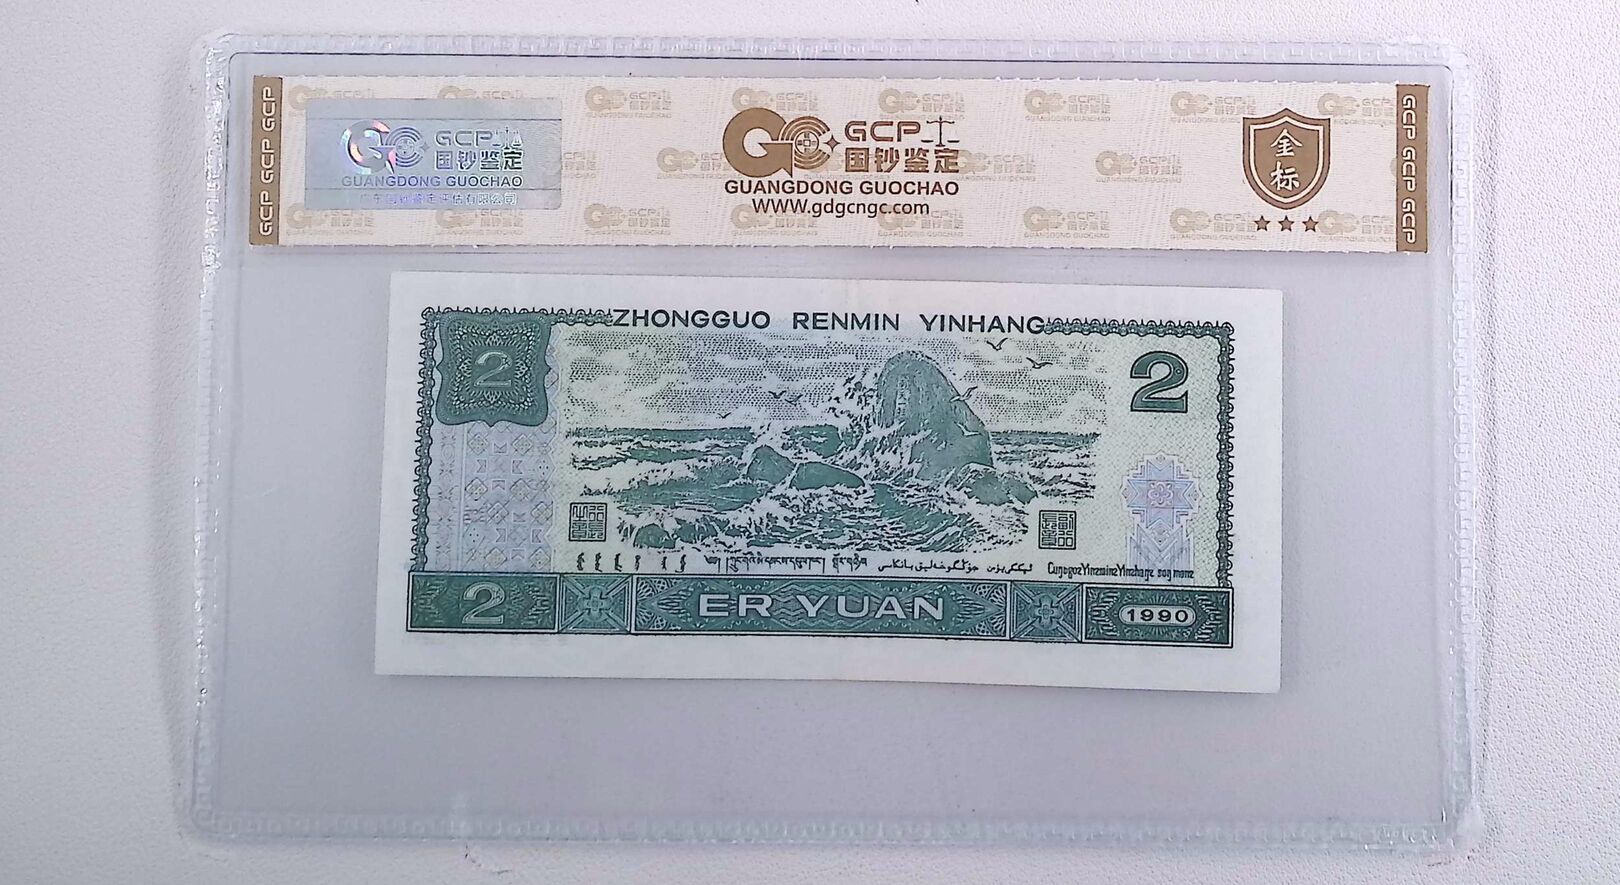 GCP GCP GCP
GCP
国钞鉴定
GUANGDONG GUOCHAO
GCP
国钞鉴定
GUANGDONG GUOCHAO
www.gdgcngc.com
金标
GCP GCP GCP
ZHONGGUO RENMIN YINHANG
2
2
2
ER YUAN
1990